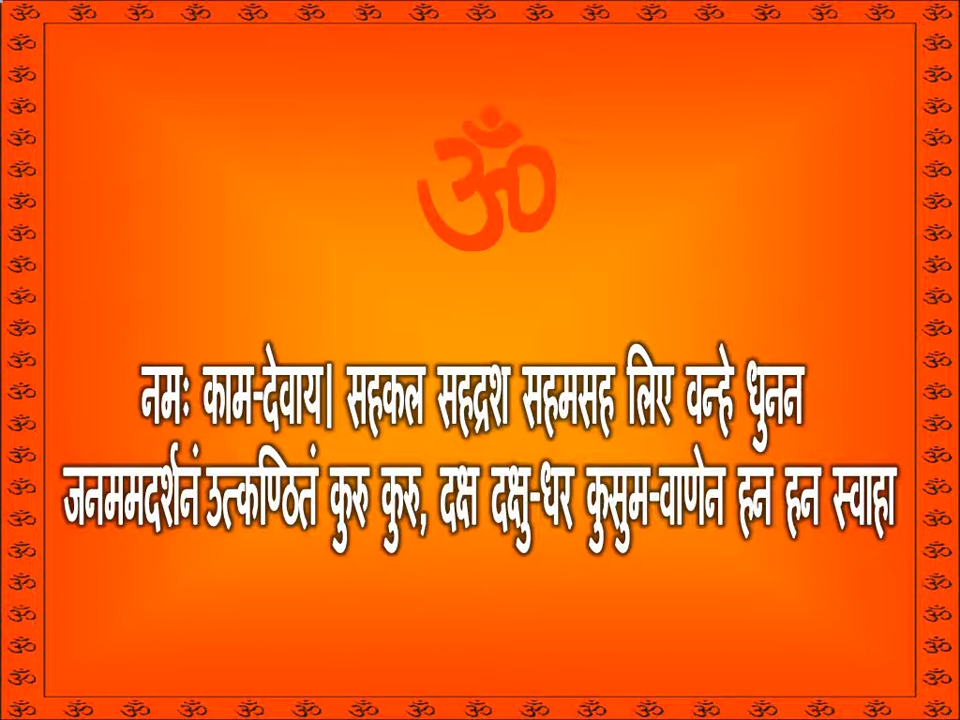 ॐ
नमः काम-देवाय। सहकल सहद्रश सहमसह लिए वन्हे धुनन
जनममदर्शनं उत्कण्ठितं कुरु कुरु, दक्ष दक्षु-धर कुसुम-वाणेन हन हन स्वाहा